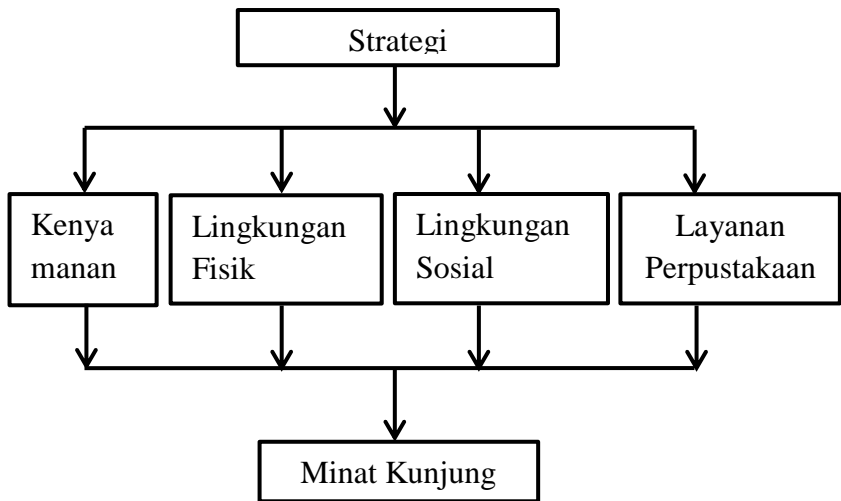 Strategi
Kenya
manan
Lingkungan
Fisik
Lingkungan
Sosial
Layanan
Perpustakaan
Minat Kunjung